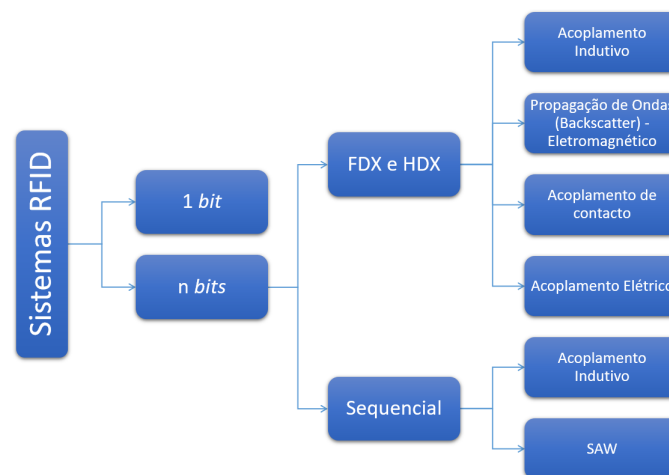 Sistemas RFID
1 bit
n bits
FDX e HDX
Sequencial
Acoplamento
Indutivo
Propagação de Ondas
(Backscatter) -
Eletromagnético
Acoplamento de
contacto
Acoplamento Elétrico
Acoplamento
Indutivo
SAW